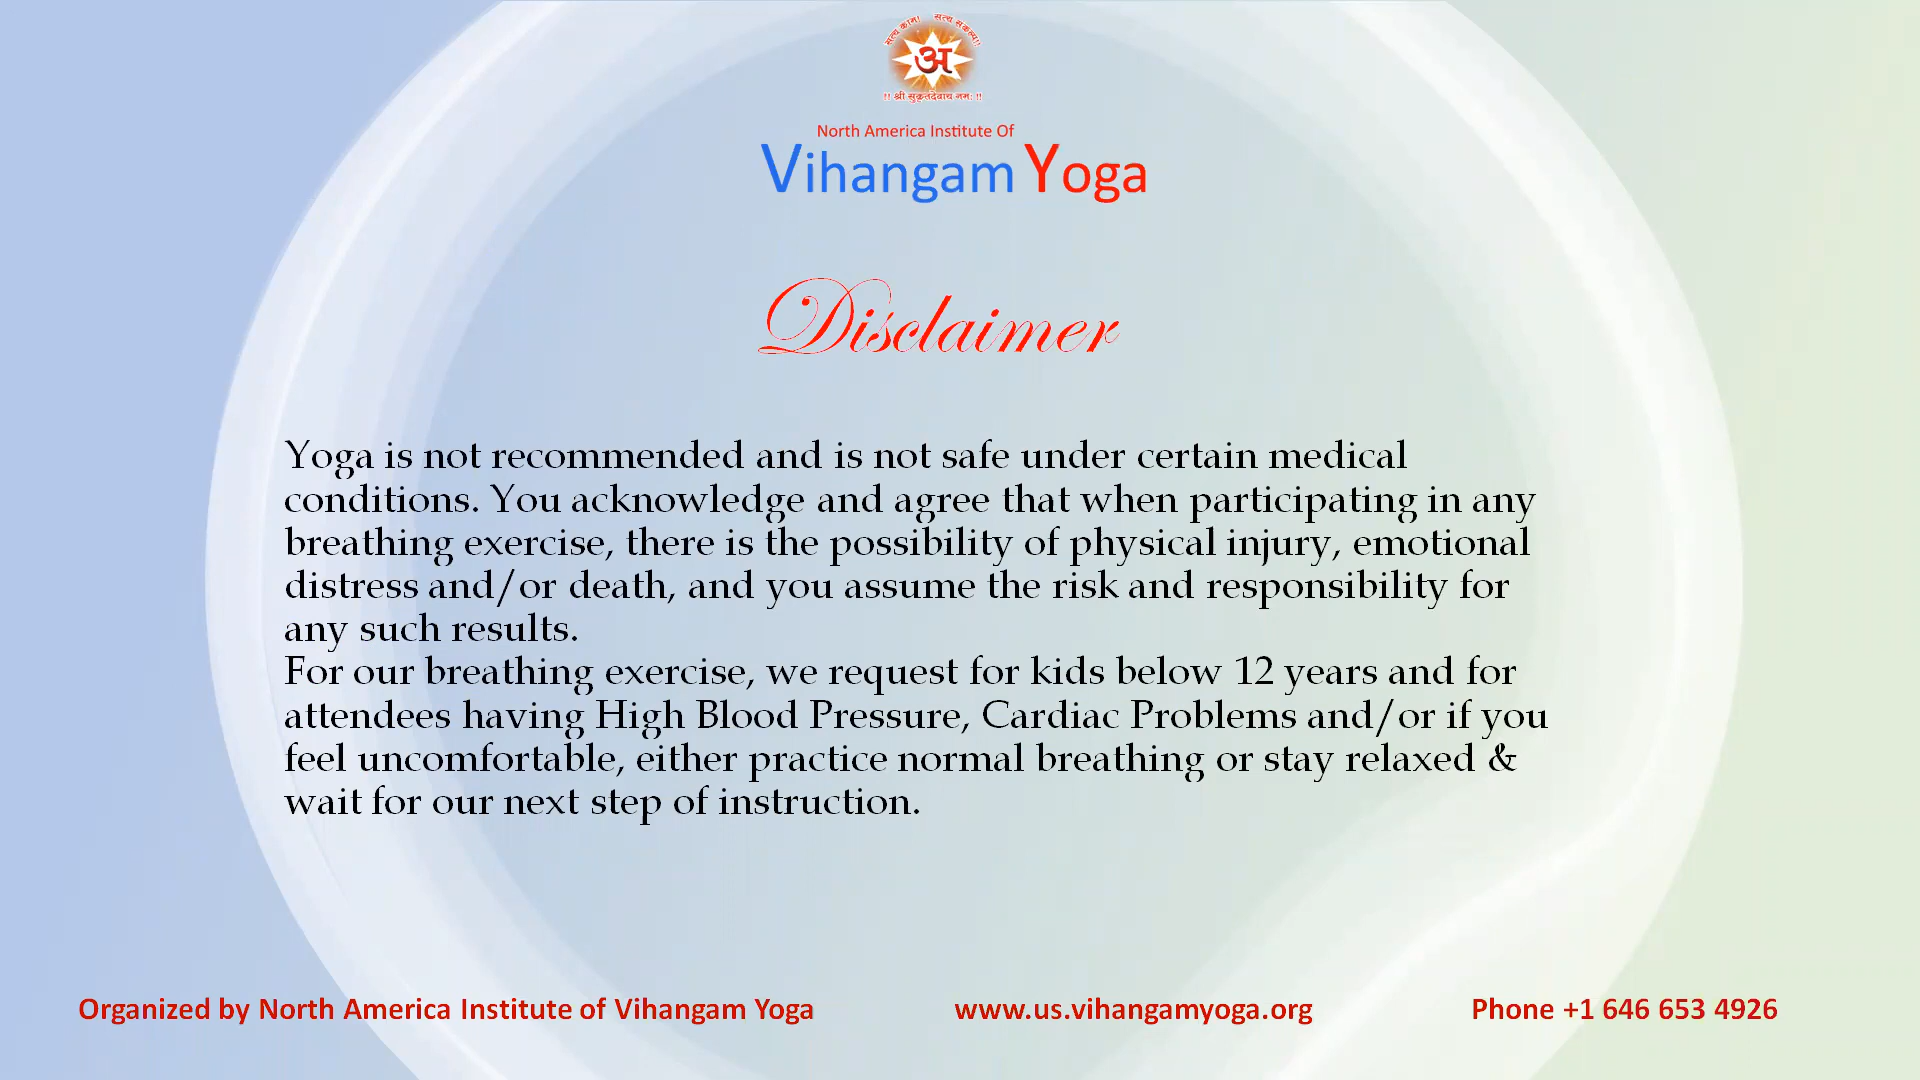 सत्य काम! सत्य सकल्प!!
अ
!! श्री सुकृतदेवाय नमः !!
North America Institute Of
Vihangam Yoga
Disclaimer
Yoga is not recommended and is not safe under certain medical
conditions. You acknowledge and agree that when participating in any
breathing exercise, there is the possibility of physical injury, emotional
distress and/or death, and you assume the risk and responsibility for
any such results.
For our breathing exercise, we request for kids below 12 years and for
attendees having High Blood Pressure, Cardiac Problems and/or if you
feel uncomfortable, either practice normal breathing or stay relaxed &
wait for our next step of instruction.
Organized by North America Institute of Vihangam Yoga www.us.vihangamyoga.org Phone +1 646 653 4926